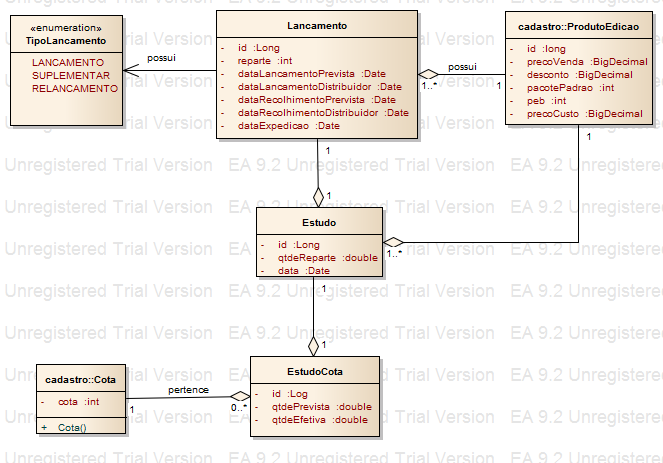 «enumeration»
TipoLancamento
LANCAMENTO
SUPLEMENTAR
RELANCAMENTO
possui
Lancamento
- id :Long
- reparte :int
- dataLancamentoPrevista :Date
- dataLancamentoDistribuidor :Date
- dataRecolhimentoPrevista :Date
- dataRecolhimentoDistribuidor :Date
- dataExpedicao :Date
possui
1..*
1
cadastro::ProdutoEdicao
- id :long
- precoVenda :BigDecimal
- desconto :BigDecimal
- pacotePadrao :int
- peb :int
- precoCusto :BigDecimal
1
1
1
Estudo
- id :Long
- qtdeReparte :double
- data :Date
1..*
1
1
cadastro::Cota
- cota :int
+ Cota()
pertence
1
0..*
EstudoCota
- id :Log
- qtdePrevista :double
- qtdeEfetiva :double
Unregistered Trial Version EA 9.2 Unregistered Trial Version EA 9.2 Unregistered Trial Version